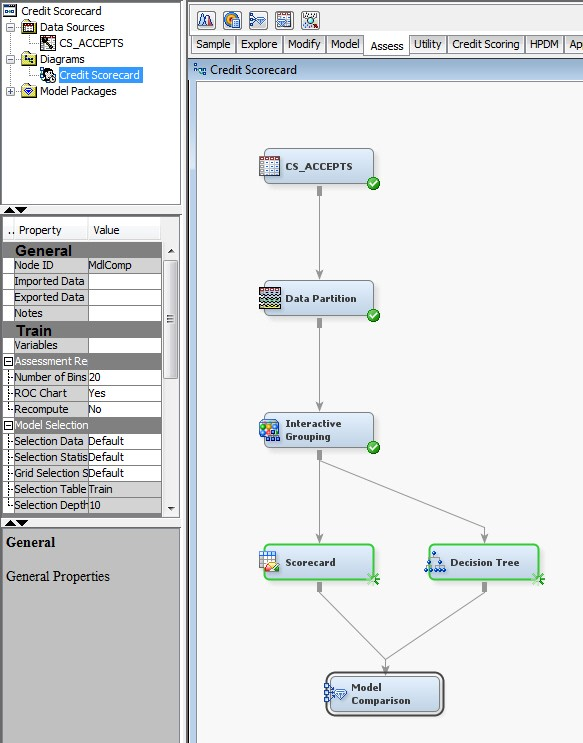 Credit Scorecard
Data Sources
CS_ACCEPTS
Diagrams
Credit Scorecard
Model Packages
.. Property Value
General
Node ID MdlComp
Imported Data
Exported Data
Notes
Train
Variables
Assessment Re
Number of Bins 20
ROC Chart Yes
Recompute No
Model Selection
Selection Data Default
Selection Statis Default
Grid Selection S Default
Selection Table Train
Selection Depth 10
General
General Properties
Sample Explore Modify Model Assess Utility Credit Scoring HPDM Ap
Credit Scorecard
CS_ACCEPTS
Data Partition
Interactive
Grouping
Scorecard
Decision Tree
Model
Comparison